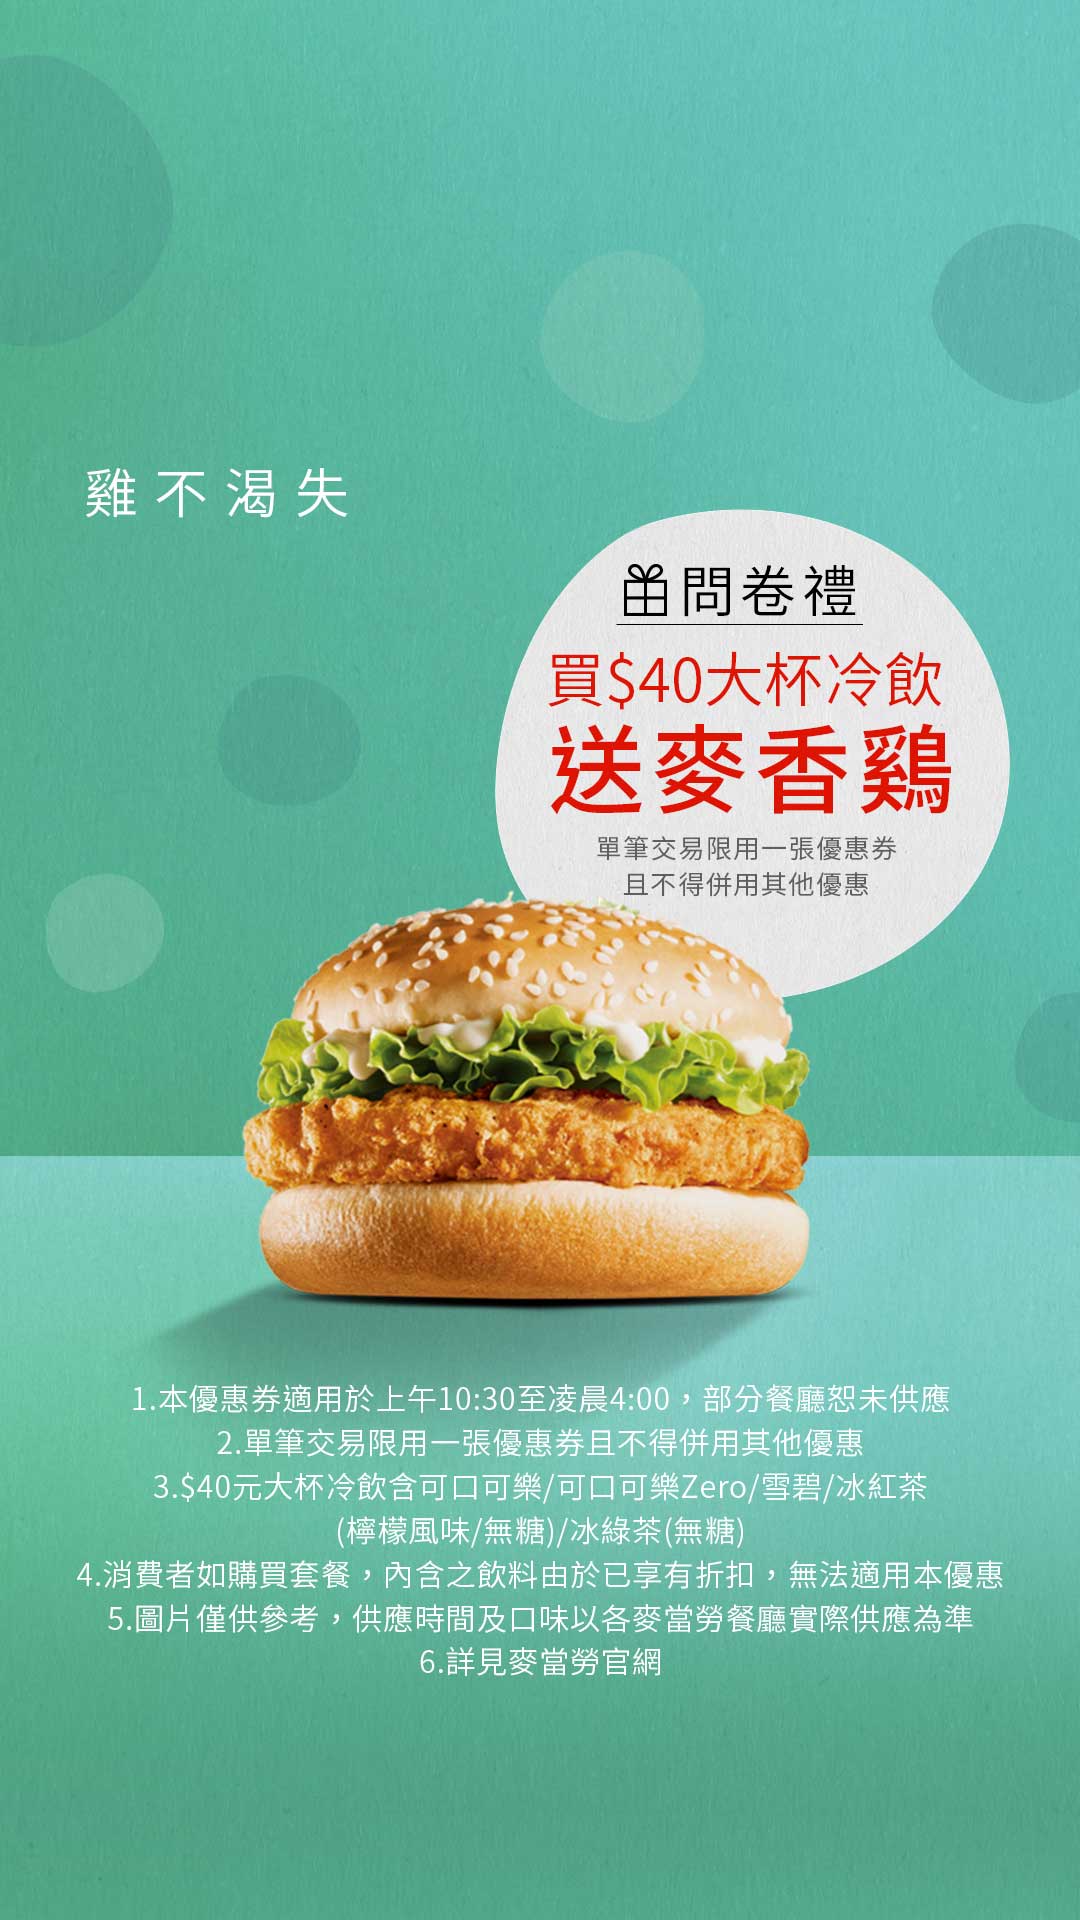 雞不渴失
問卷禮
買$40大杯冷飲
送麥香鷄
單筆交易限用一張優惠券
且不得併用其他優惠
1.本優惠券適用於上午10:30至凌晨4:00，部分餐廳恕未供應
2.單筆交易限用一張優惠券且不得併用其他優惠
3.$40元大杯冷飲含可口可樂/可口可樂Zero/雪碧/冰紅茶
(檸檬風味/無糖)/冰綠茶(無糖)
4.消費者如購買套餐，內含之飲料由於已享有折扣，無法適用本優惠
5.圖片僅供參考，供應時間及口味以各麥當勞餐廳實際供應為準
6.詳見麥當勞官網